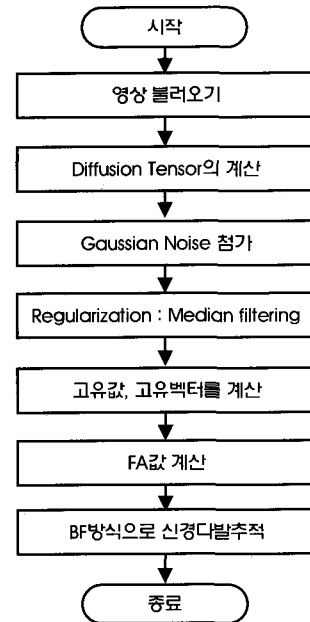 시작
영상 불러오기
Diffusion Tensor의 계산
Gaussian Noise 첨가
Regularization : Median filtering
고유값, 고유벡터를 계산
FA값 계산
BF방식으로 신경다발추적
종료